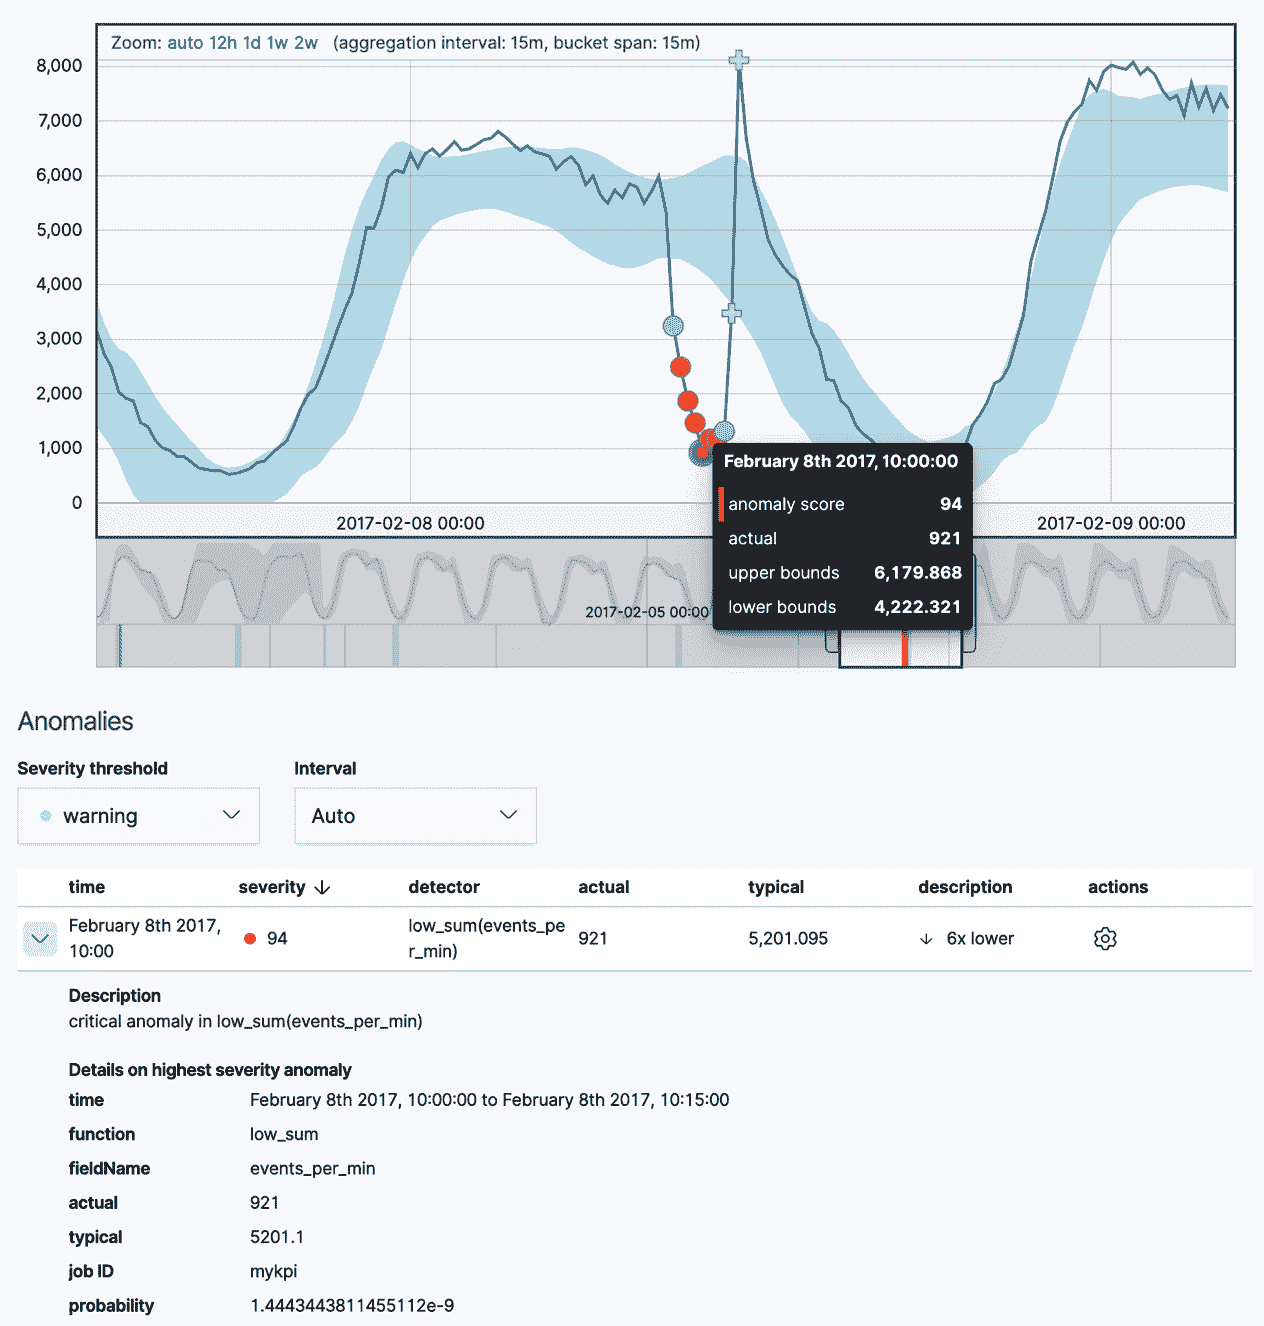 Zoom: auto 12h 1d 1w 2w (aggregation interval: 15m, bucket span: 15m)
8,000
7,000
6,000
5,000
4,000
3,000
2,000
1,000
0
2017-02-08 00:00
2017-02-09 00:00
February 8th 2017, 10:00:00
anomaly score 94
actual 921
upper bounds 6,179.868
lower bounds 4,222.321
2017-02-05 00:00
Anomalies
Severity threshold Interval
warning Auto
time severity detector actual typical description actions
February 8th 2017, 10:00 94 low_sum(events_per_min) 921 5,201.095 6x lower
Description
critical anomaly in low_sum(events_per_min)
Details on highest severity anomaly
time February 8th 2017, 10:00:00 to February 8th 2017, 10:15:00
function low_sum
fieldName events_per_min
actual 921
typical 5201.1
job ID mykpi
probability 1.4443443811455112e-9